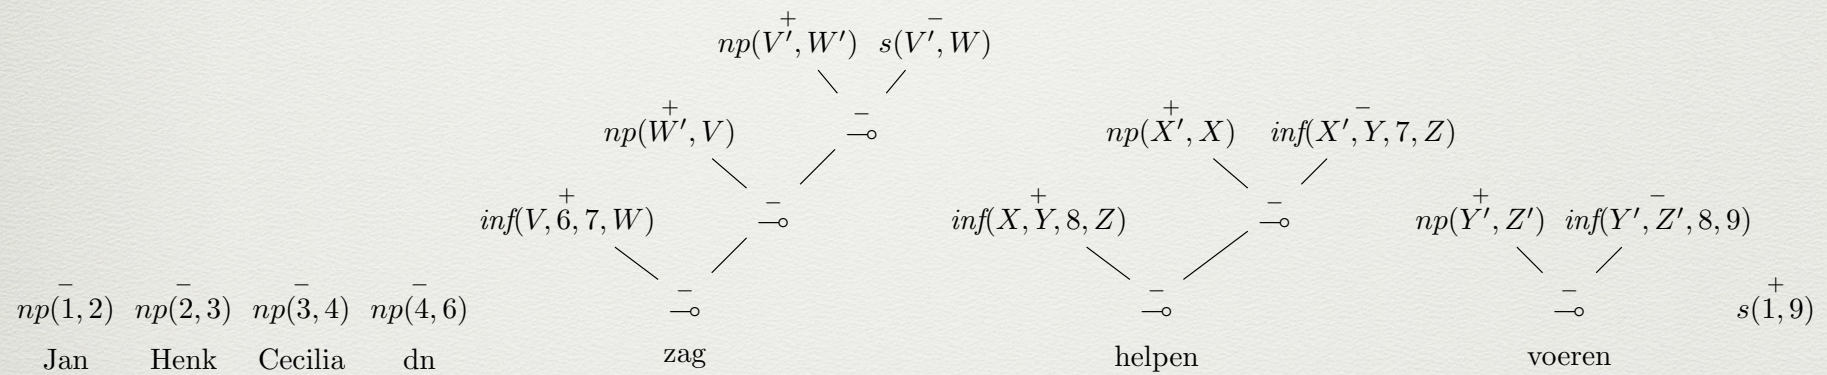 + −
np(V′, W′) s(V′, W)
+ − + −
np(W′, V) ⊸ np(X′, X) inf(X′, Y, 7, Z)
+ − + − + −
inf(V, 6, 7, W) ⊸ inf(X, Y, 8, Z) ⊸ np(Y′, Z′) inf(Y′, Z′, 8, 9)
− − − − − − − +
np(1, 2) np(2, 3) np(3, 4) np(4, 6) ⊸ ⊸ ⊸ s(1, 9)
Jan Henk Cecilia dn zag helpen voeren